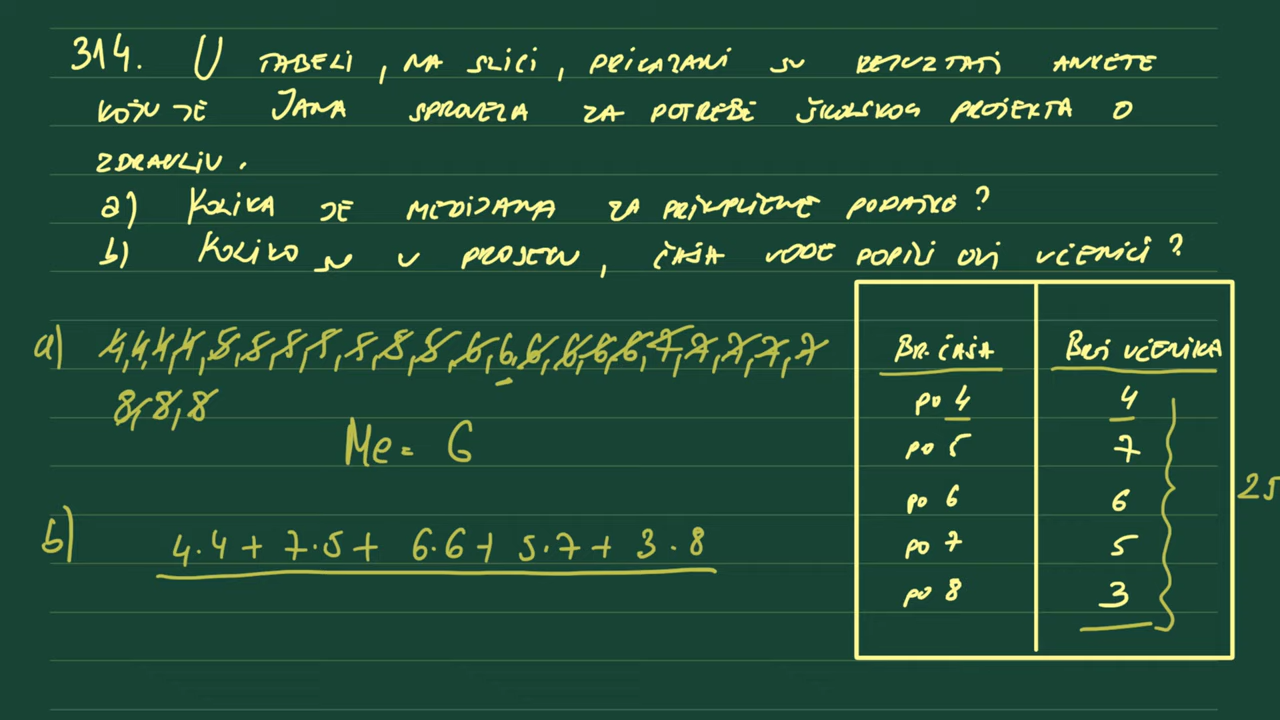 314. U TABELI, NA SLICI, PRIKAZANI SU REZULTATI ANKETE
KOJU JE JANA SPROVELA ZA POTREBE ŠKOLSKOG PROJEKTA O
ZDRAVLJU.
a) KOLIKA JE MEDIJANA ZA PRIKUPLJENE PODATKE?
b) KOLIKO SU U PROSJEKU, ČAŠA VODE POPILI OVI UČENICI?
a) 4,4,4,4,5,5,5,5,5,5,5,6,6,6,6,6,6,7,7,7,7,7
8,8,8
Me = 6
b) 4·4 + 7·5 + 6·6 + 5·7 + 3·8
BR. ČAŠA BROJ UČENIKA
po 4 4
po 5 7
po 6 6 25
po 7 5
po 8 3